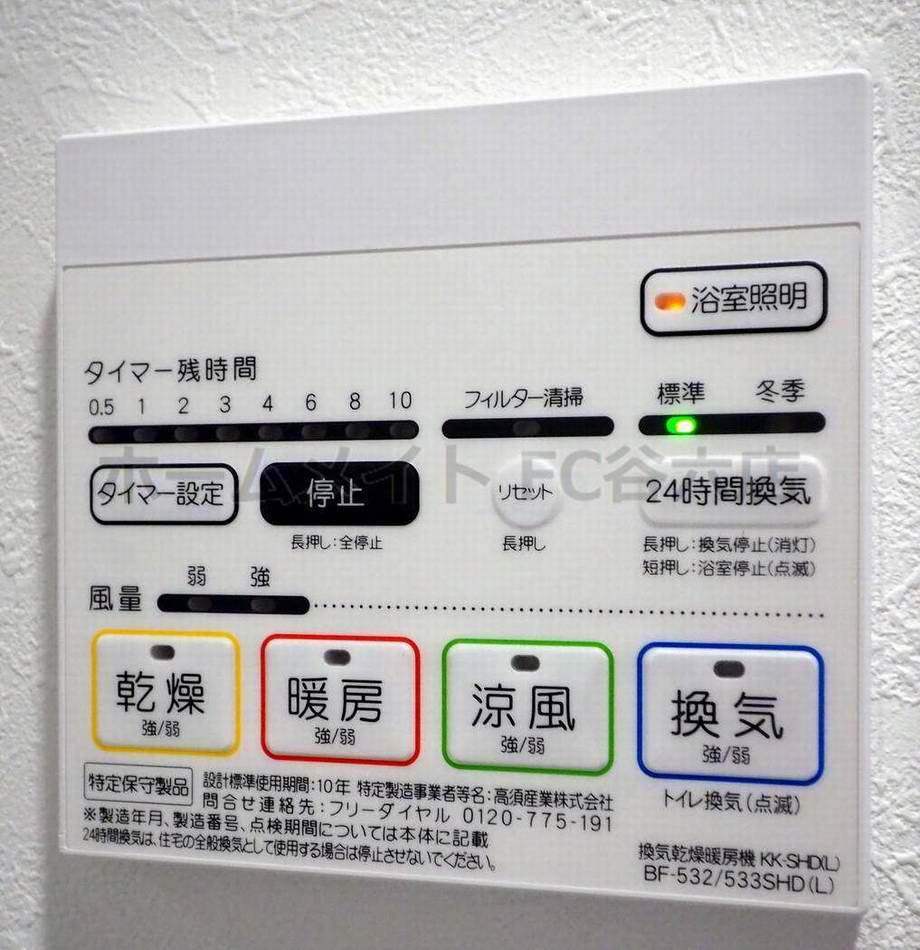 浴室照明
タイマー残時間
0.5 1 2 3 4 6 8 10
フィルター清掃
標準 冬季
ホームメイトFC谷六店
タイマー設定
停止
リセット
24時間換気
長押し:全停止
長押し
長押し:換気停止(消灯)
短押し:浴室停止(点滅)
弱 強
風量
乾燥
強/弱
暖房
強/弱
涼風
強/弱
換気
強/弱
特定保守製品
設計標準使用期間:10年 特定製造事業者等名:高須産業株式会社
問合せ連絡先:フリーダイヤル 0120-775-191
※製造年月、製造番号、点検期間については本体に記載
24時間換気は、住宅の全般換気として使用する場合は停止させないでください。
トイレ換気(点滅)
換気乾燥暖房機 KK-SHD(L)
BF-532/533SHD(L)